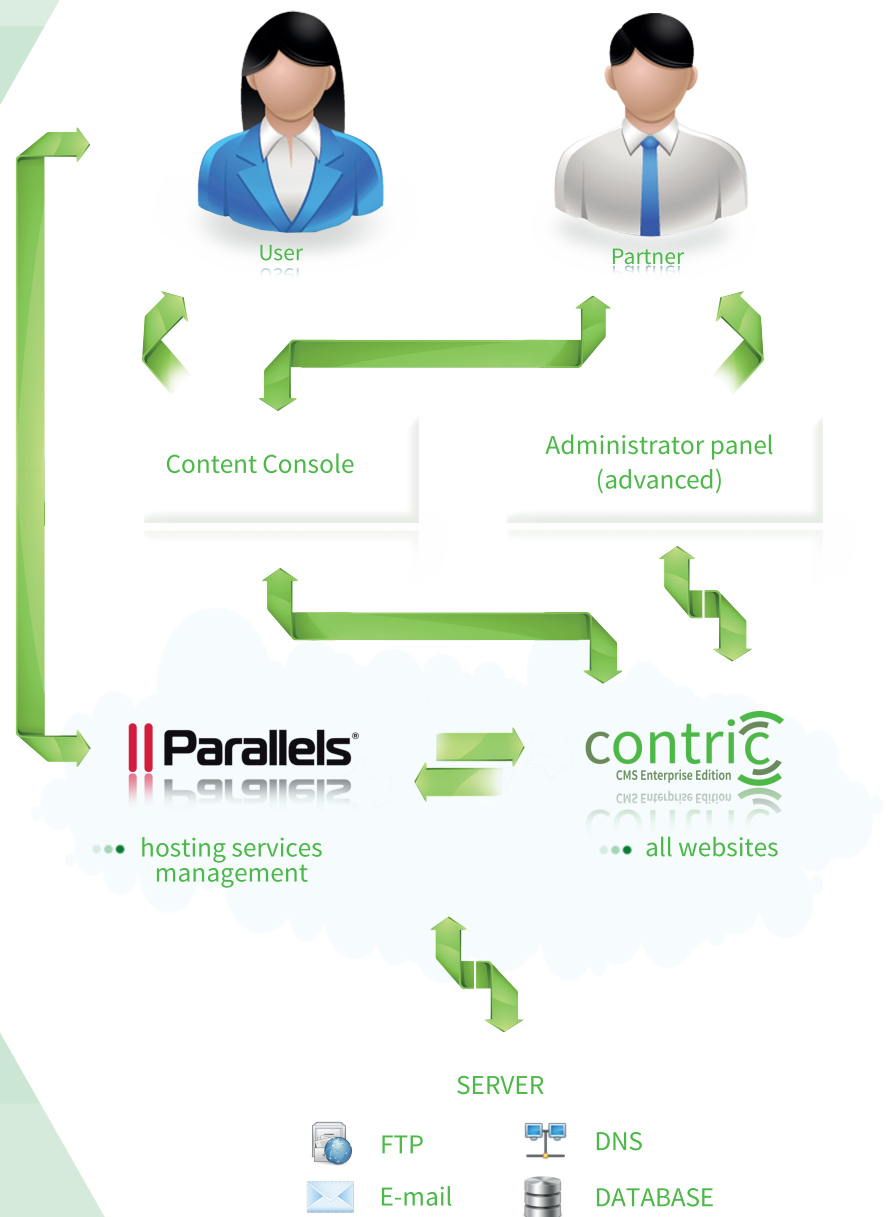 User
Partner
Content Console
Administrator panel
(advanced)
Parallels®
contric
CMS Enterprise Edition
hosting services
management
all websites
SERVER
FTP
DNS
E-mail
DATABASE